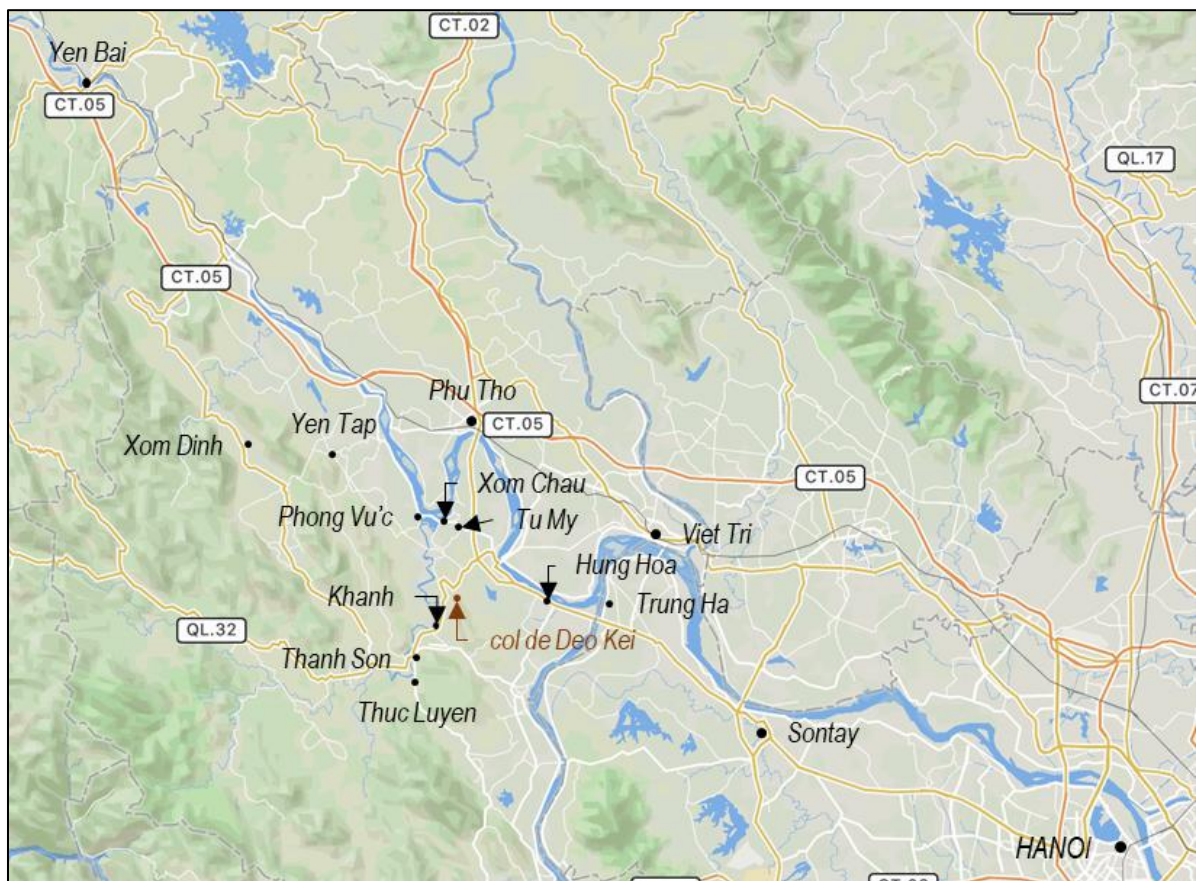 CT.02
Yen Bai
CT.05
QL.17
CT.05
CT.07
Phu Tho
CT.05
Yen Tap
Xom Dinh
Xom Chau
CT.05
Phong Vu'c
Tu My
Viet Tri
Hung Hoa
Khanh
Trung Ha
QL.32
col de Deo Kei
Thanh Son
Thuc Luyen
Sontay
HANOI